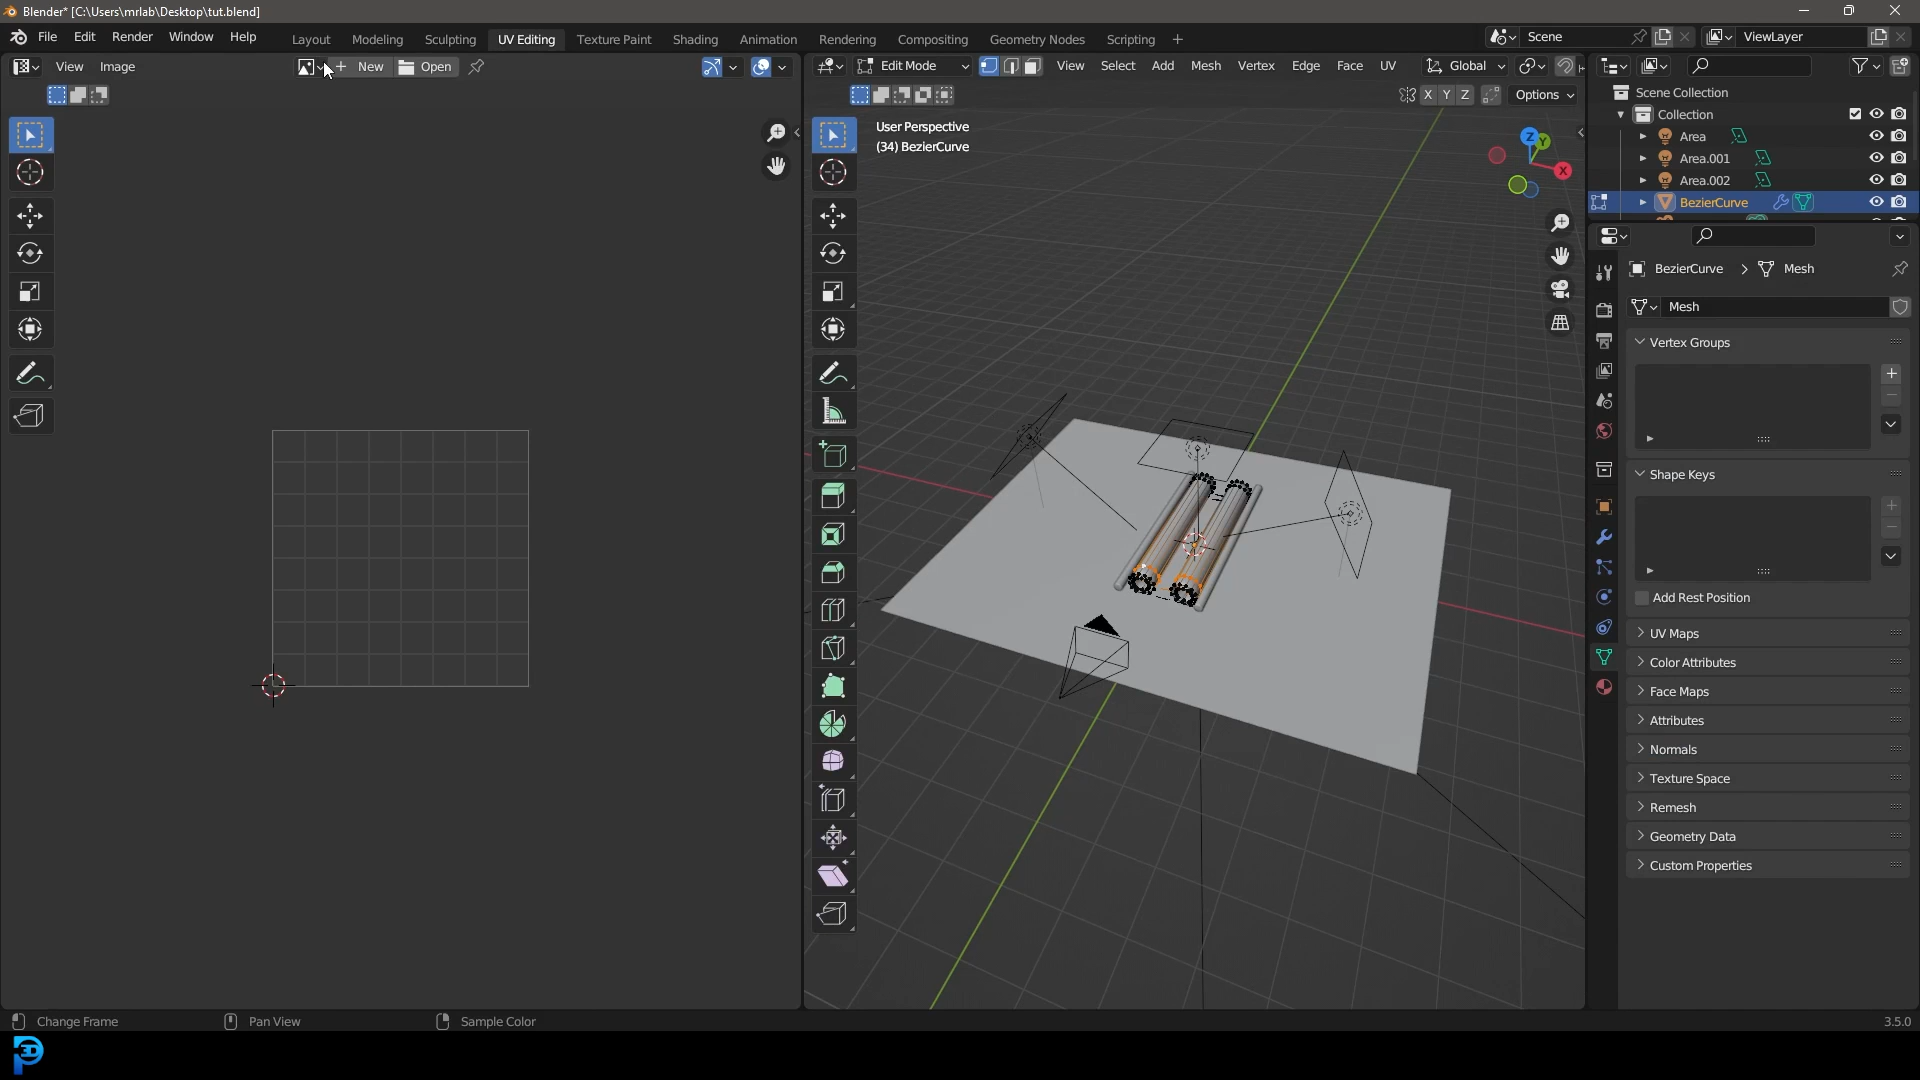 Blender* [C:\Users\mrlab\Desktop\tut.blend]
File Edit Render Window Help Layout Modeling Sculpting UV Editing Texture Paint Shading Animation Rendering Compositing Geometry Nodes Scripting + Scene ViewLayer
View Image New Open Edit Mode View Select Add Mesh Vertex Edge Face UV Global
X Y Z Options
User Perspective
(34) BezierCurve
Z Y X
Scene Collection
Collection
Area
Area.001
Area.002
BezierCurve
BezierCurve > Mesh
Mesh
Vertex Groups
Shape Keys
Add Rest Position
UV Maps
Color Attributes
Face Maps
Attributes
Normals
Texture Space
Remesh
Geometry Data
Custom Properties
Change Frame Pan View Sample Color 3.5.0
3D